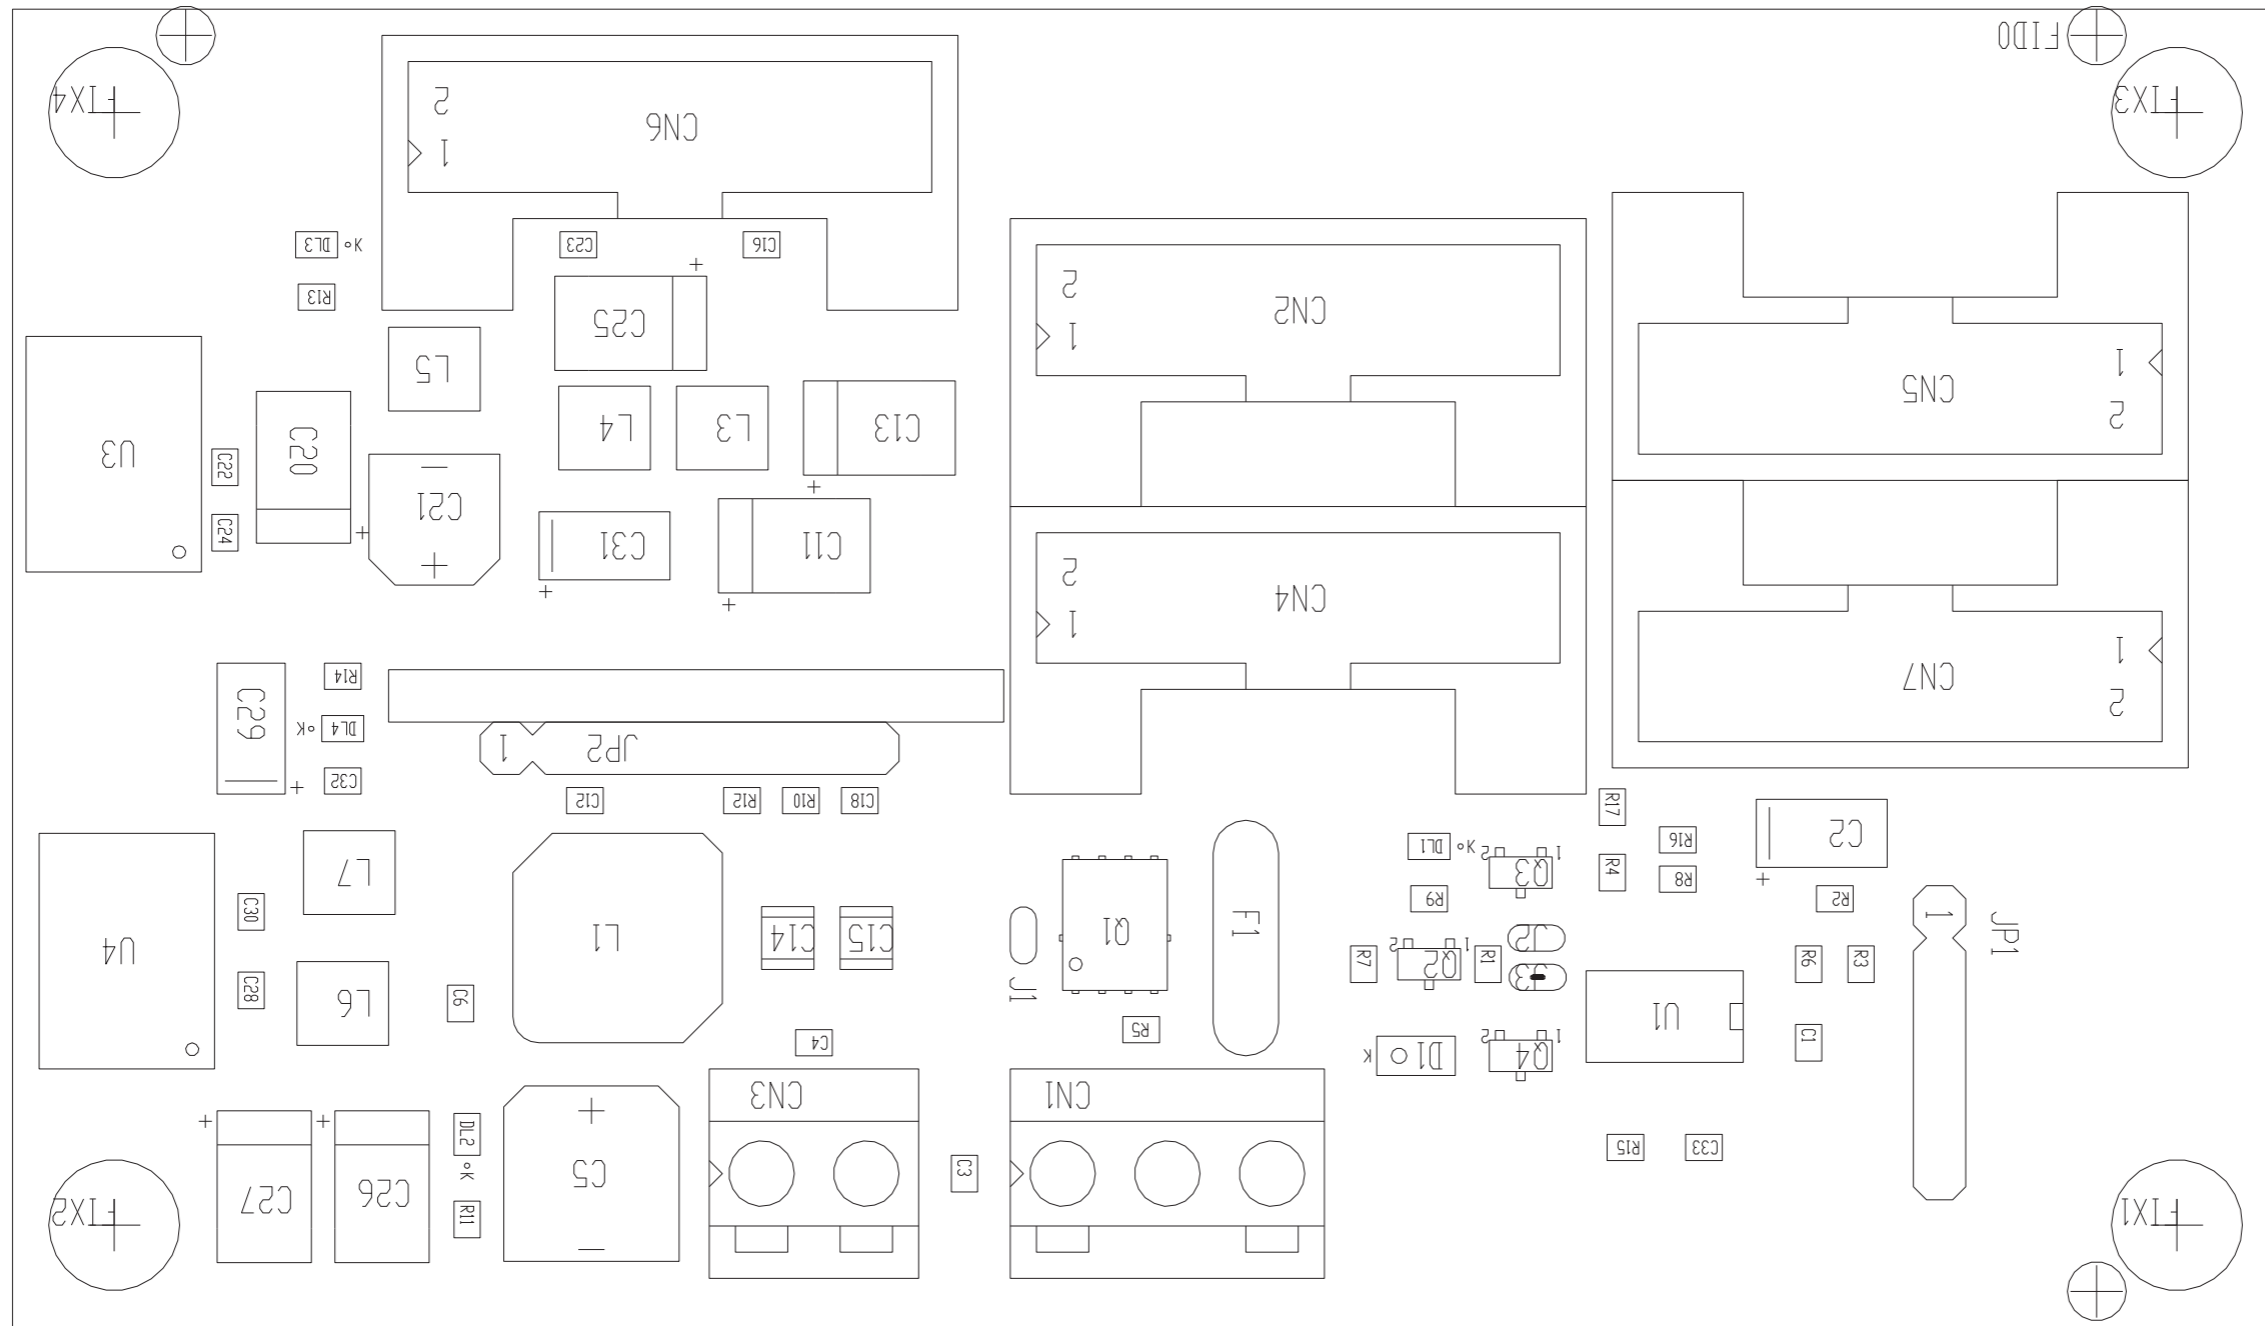 FID0
FIX4
FIX3
2
CN6
1
DL3
K
C23
C16
R13
+
C25
2
CN2
1
L5
1
CN5
2
L4
L3
C13
U3
C20
C22
+
C21
C24
+
C31
C11
+
+
2
CN4
1
1
CN7
2
R14
C29
K
DL4
1
JP2
C32
+
C12
R12
R10
C18
R17
R16
C2
DL1
K
2
1
Q3
R4
R8
+
R2
L7
R9
C30
1
JP1
U4
L1
C14
C15
Q1
F1
J2
2
1
R7
Q2
R1
J3
R6
R3
C28
L6
C6
J1
R5
U1
C4
2
1
K
D1
Q4
C1
CN3
CN1
+
+
DL2
K
C5
C3
R15
C33
C27
C26
R11
FIX2
FIX1